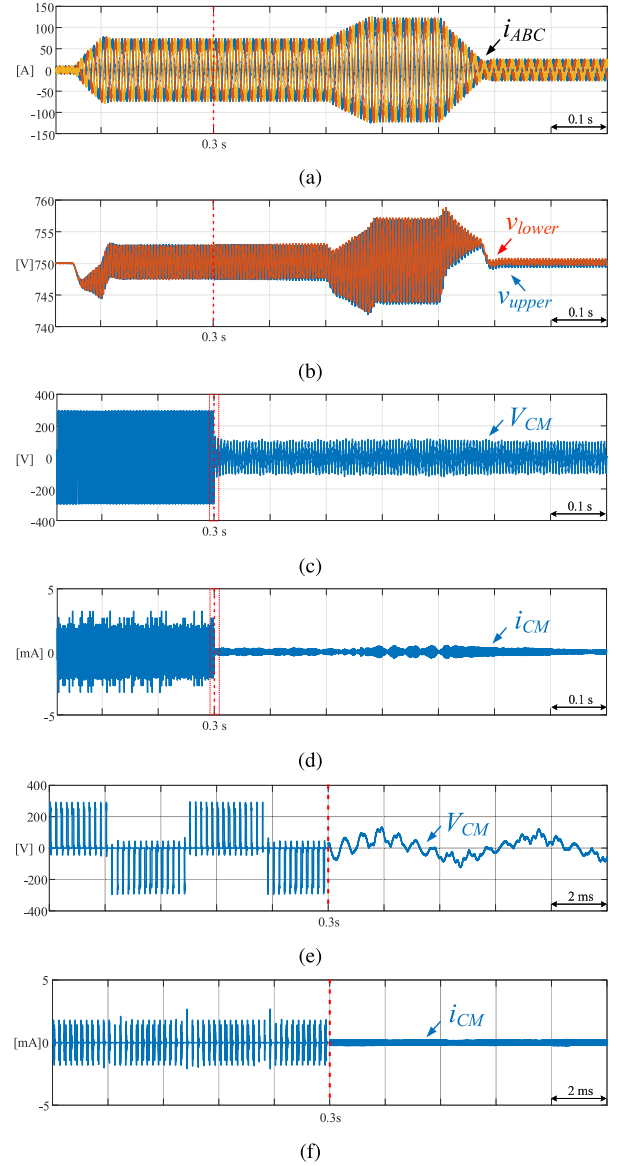 150
100
50
[A] 0
-50
-100
-150
i_ABC
0.1 s
0.3 s
(a)
760
755
[V] 750
745
740
v_lower
v_upper
0.1 s
0.3 s
(b)
400
200
[V] 0
-200
-400
V_CM
0.1 s
0.3 s
(c)
5
[mA] 0
-5
i_CM
0.1 s
0.3 s
(d)
400
200
[V] 0
-200
-400
V_CM
2 ms
0.3s
(e)
5
[mA] 0
-5
i_CM
2 ms
0.3s
(f)